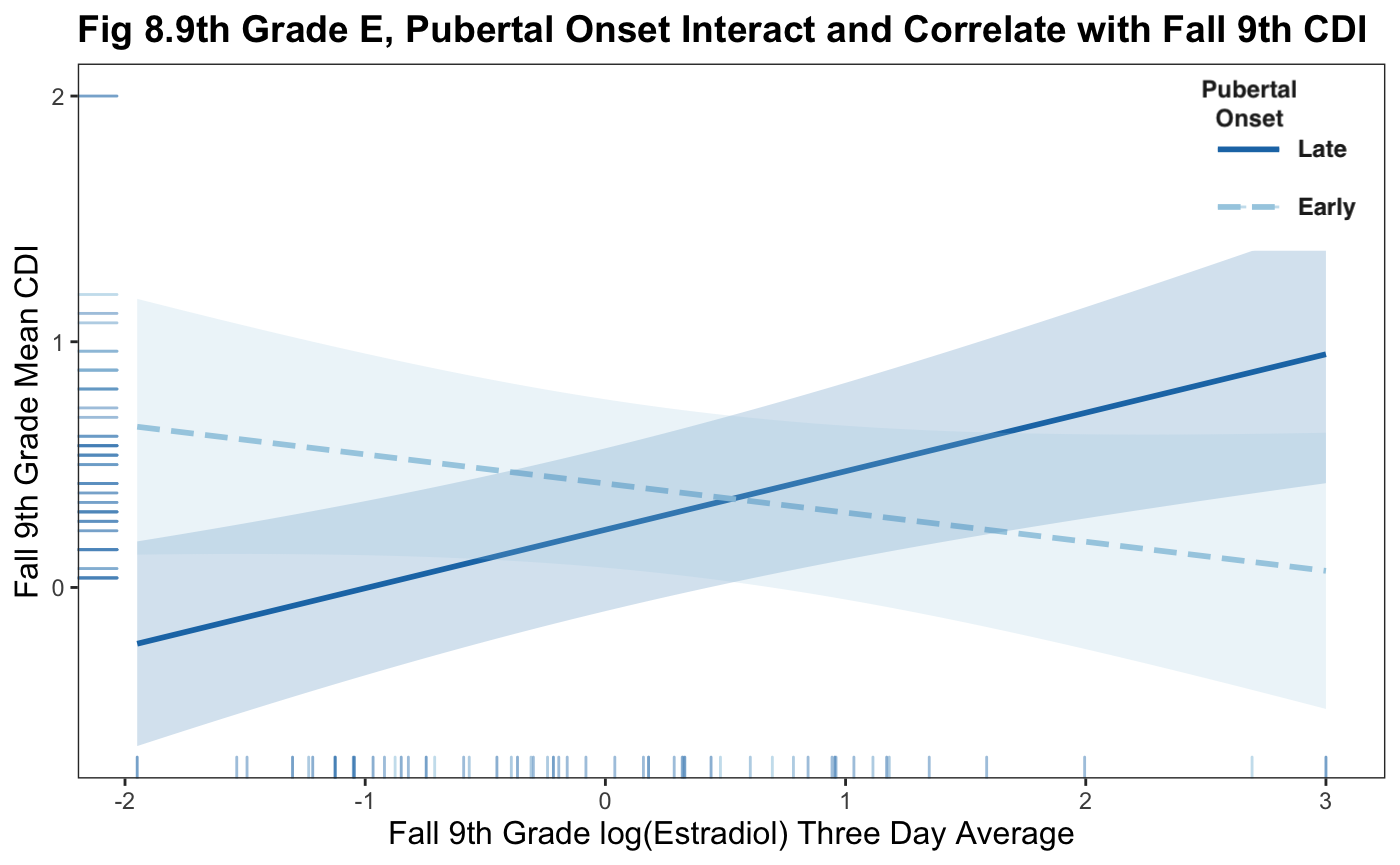 Fig 8.9th Grade E, Pubertal Onset Interact and Correlate with Fall 9th CDI
Pubertal
Onset
Late
Early
Fall 9th Grade Mean CDI
2
1
0
-2
-1
0
1
2
3
Fall 9th Grade log(Estradiol) Three Day Average